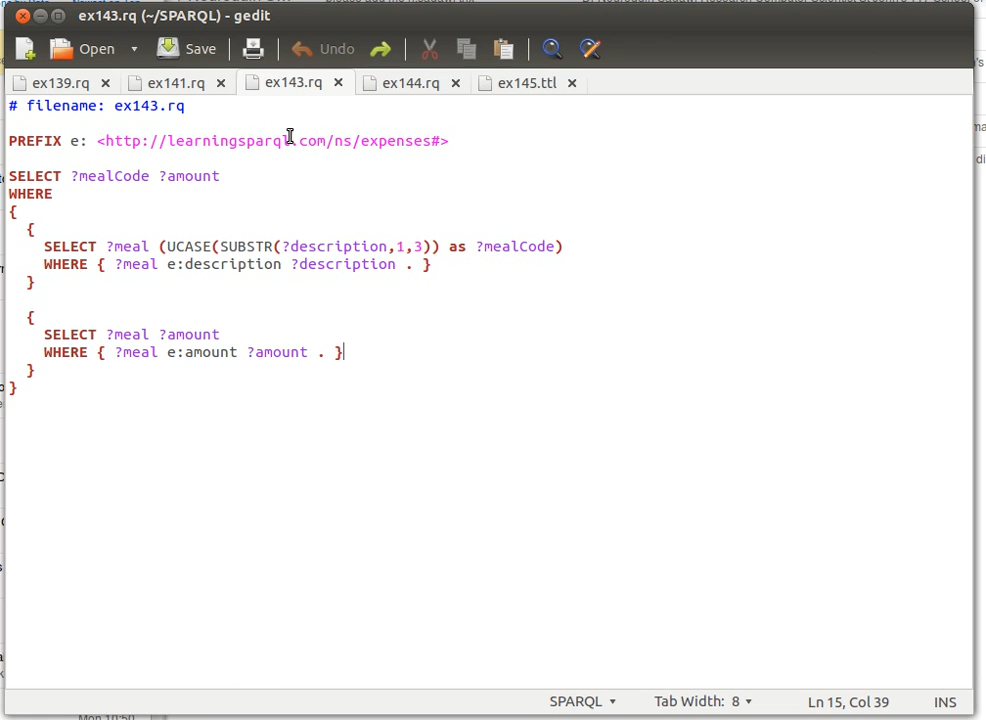 ex143.rq (~/SPARQL) - gedit
Open Save Undo
ex139.rq ex141.rq ex143.rq ex144.rq ex145.ttl
# filename: ex143.rq
PREFIX e: <http://learningsparql.com/ns/expenses#>
SELECT ?mealCode ?amount
WHERE
{
{
SELECT ?meal (UCASE(SUBSTR(?description,1,3)) as ?mealCode)
WHERE { ?meal e:description ?description . }
}
{
SELECT ?meal ?amount
WHERE { ?meal e:amount ?amount . }
}
}
SPARQL Tab Width: 8 Ln 15, Col 39 INS
Mon 10:50